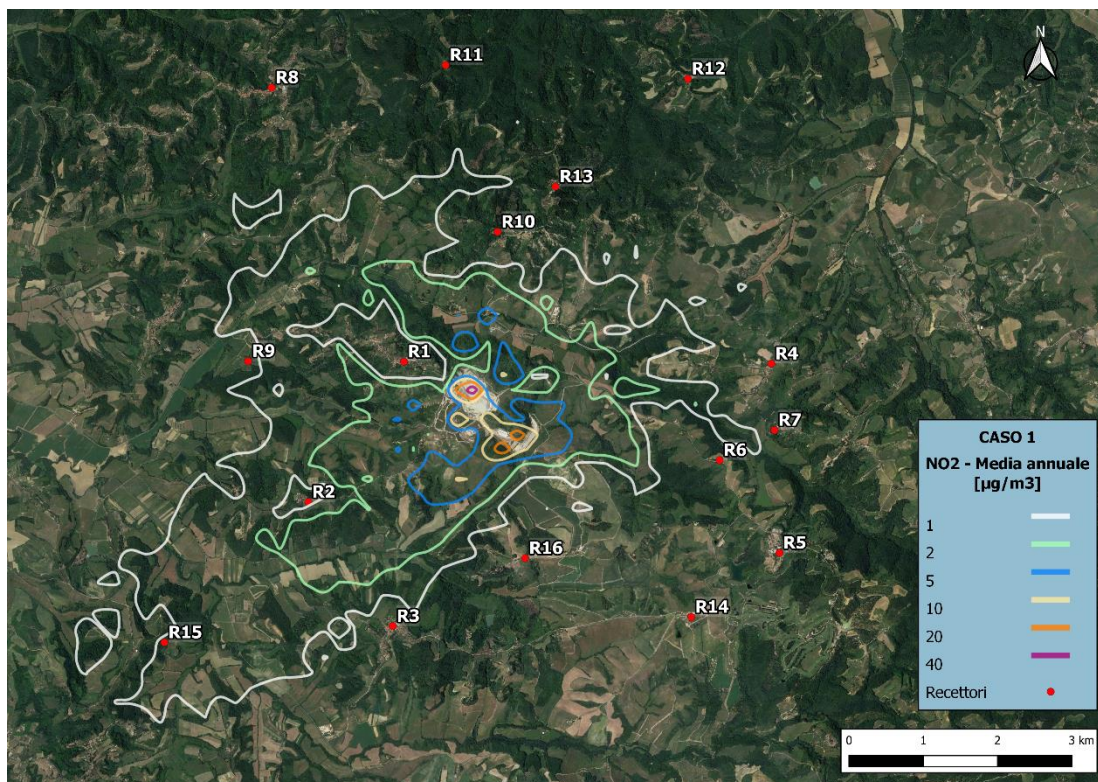 N
R11
R8
R12
R13
R10
R1
R9
R4
R7
R6
R2
R16
R5
R3
R14
R15
CASO 1
NO2 - Media annuale
[µg/m3]
1
2
5
10
20
40
Recettori
0 1 2 3 km